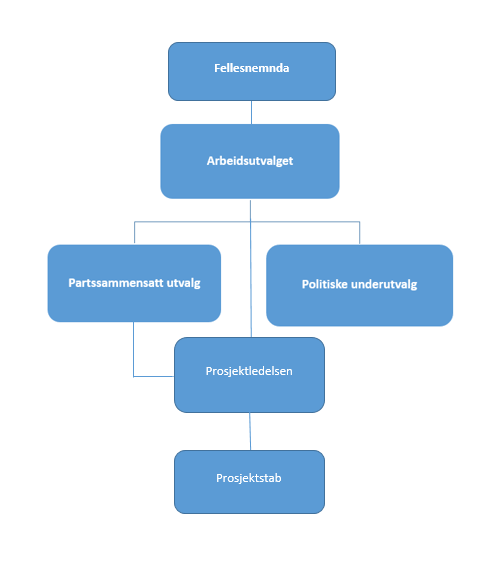 Fellesnemnda
Arbeidsutvalget
Partssammensatt utvalg
Politiske underutvalg
Prosjektledelsen
Prosjektstab